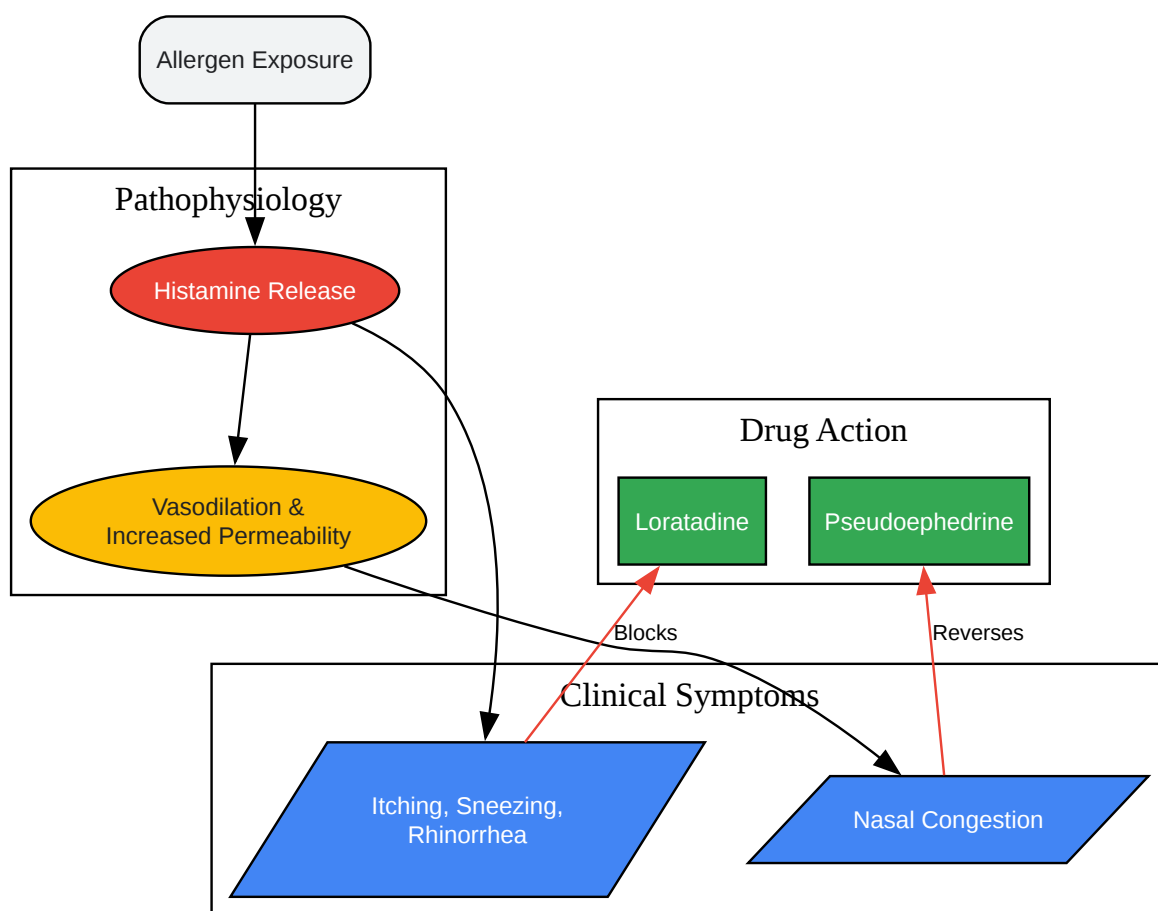 Allergen Exposure
Pathophysiology
Histamine Release
Vasodilation &
Increased Permeability
Drug Action
Loratadine
Pseudoephedrine
Blocks
Reverses
Clinical Symptoms
Itching, Sneezing,
Rhinorrhea
Nasal Congestion